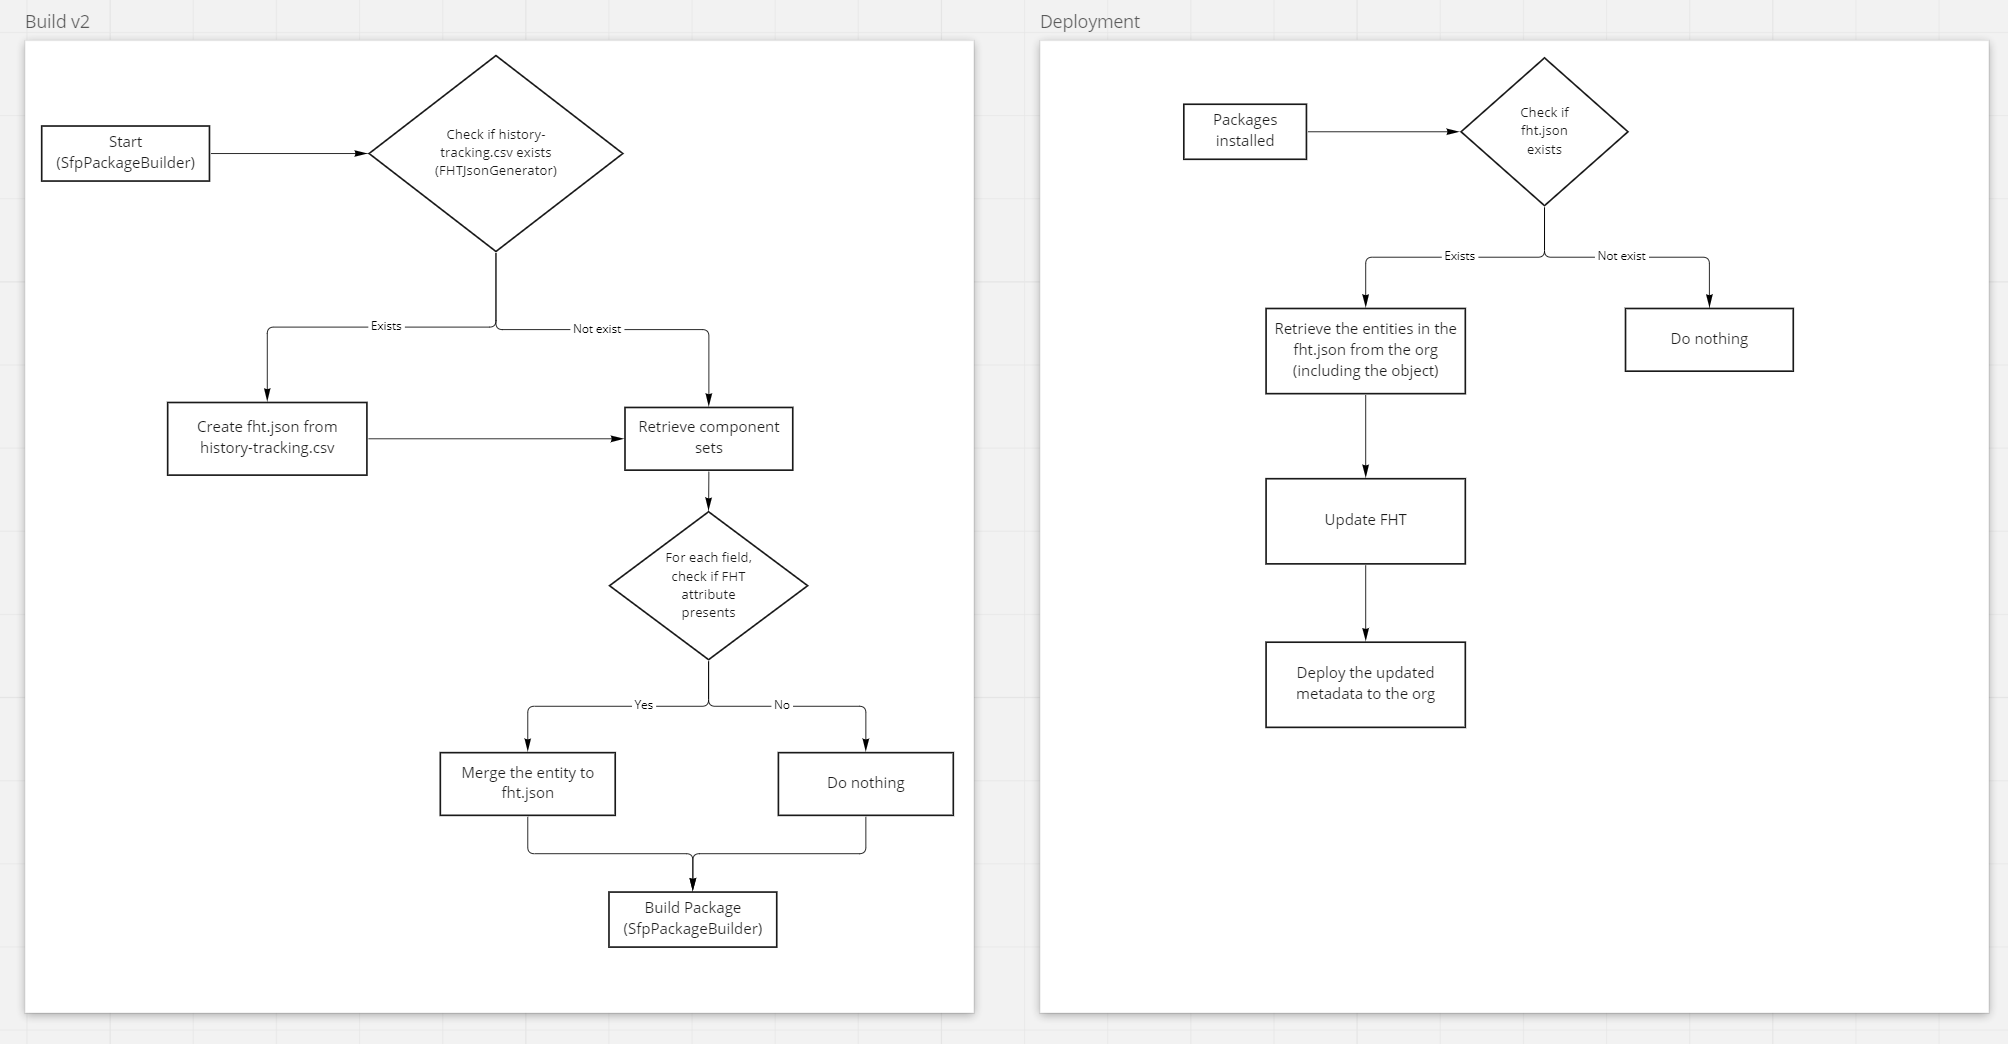 Build v2
Start
(SfpPackageBuilder)
Check if history-
tracking.csv exists
(FHTJsonGenerator)
Exists
Not exist
Create fht.json from
history-tracking.csv
Retrieve component
sets
For each field,
check if FHT
attribute
presents
Yes
No
Merge the entity to
fht.json
Do nothing
Build Package
(SfpPackageBuilder)
Deployment
Packages
installed
Check if
fht.json
exists
Exists
Not exist
Retrieve the entities in the
fht.json from the org
(including the object)
Do nothing
Update FHT
Deploy the updated
metadata to the org